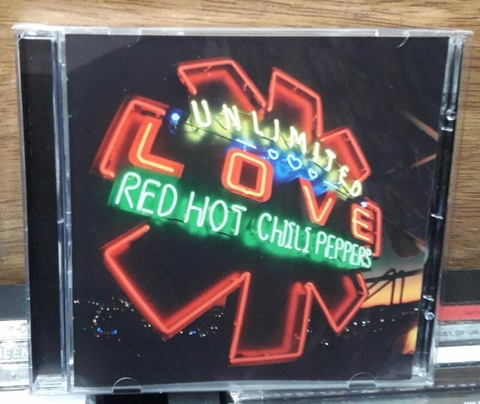 UNLIMITED
LOVE
RED HOT CHILI PEPPERS